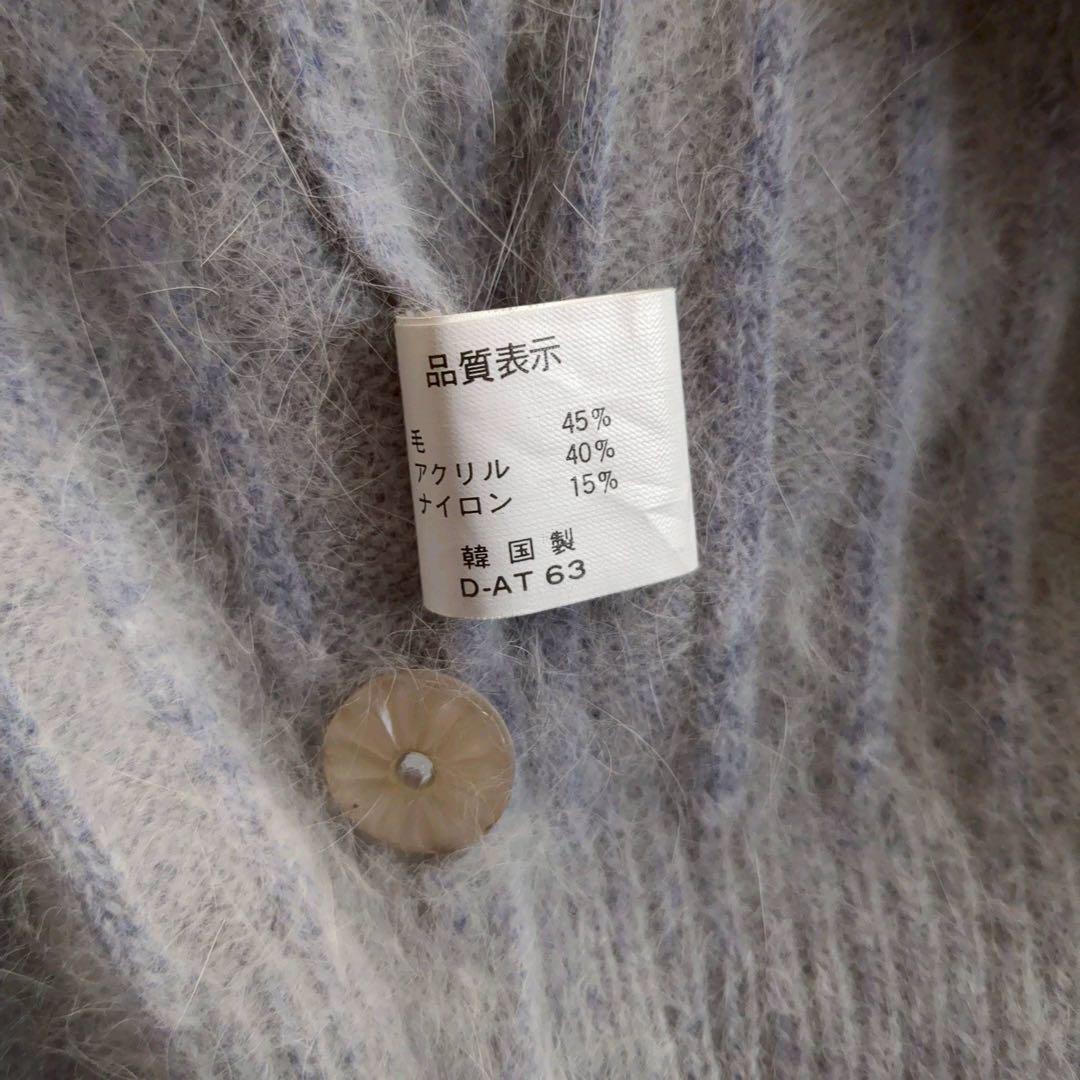 品質表示
毛 45%
アクリル 40%
ナイロン 15%
韓国製
D-AT 63